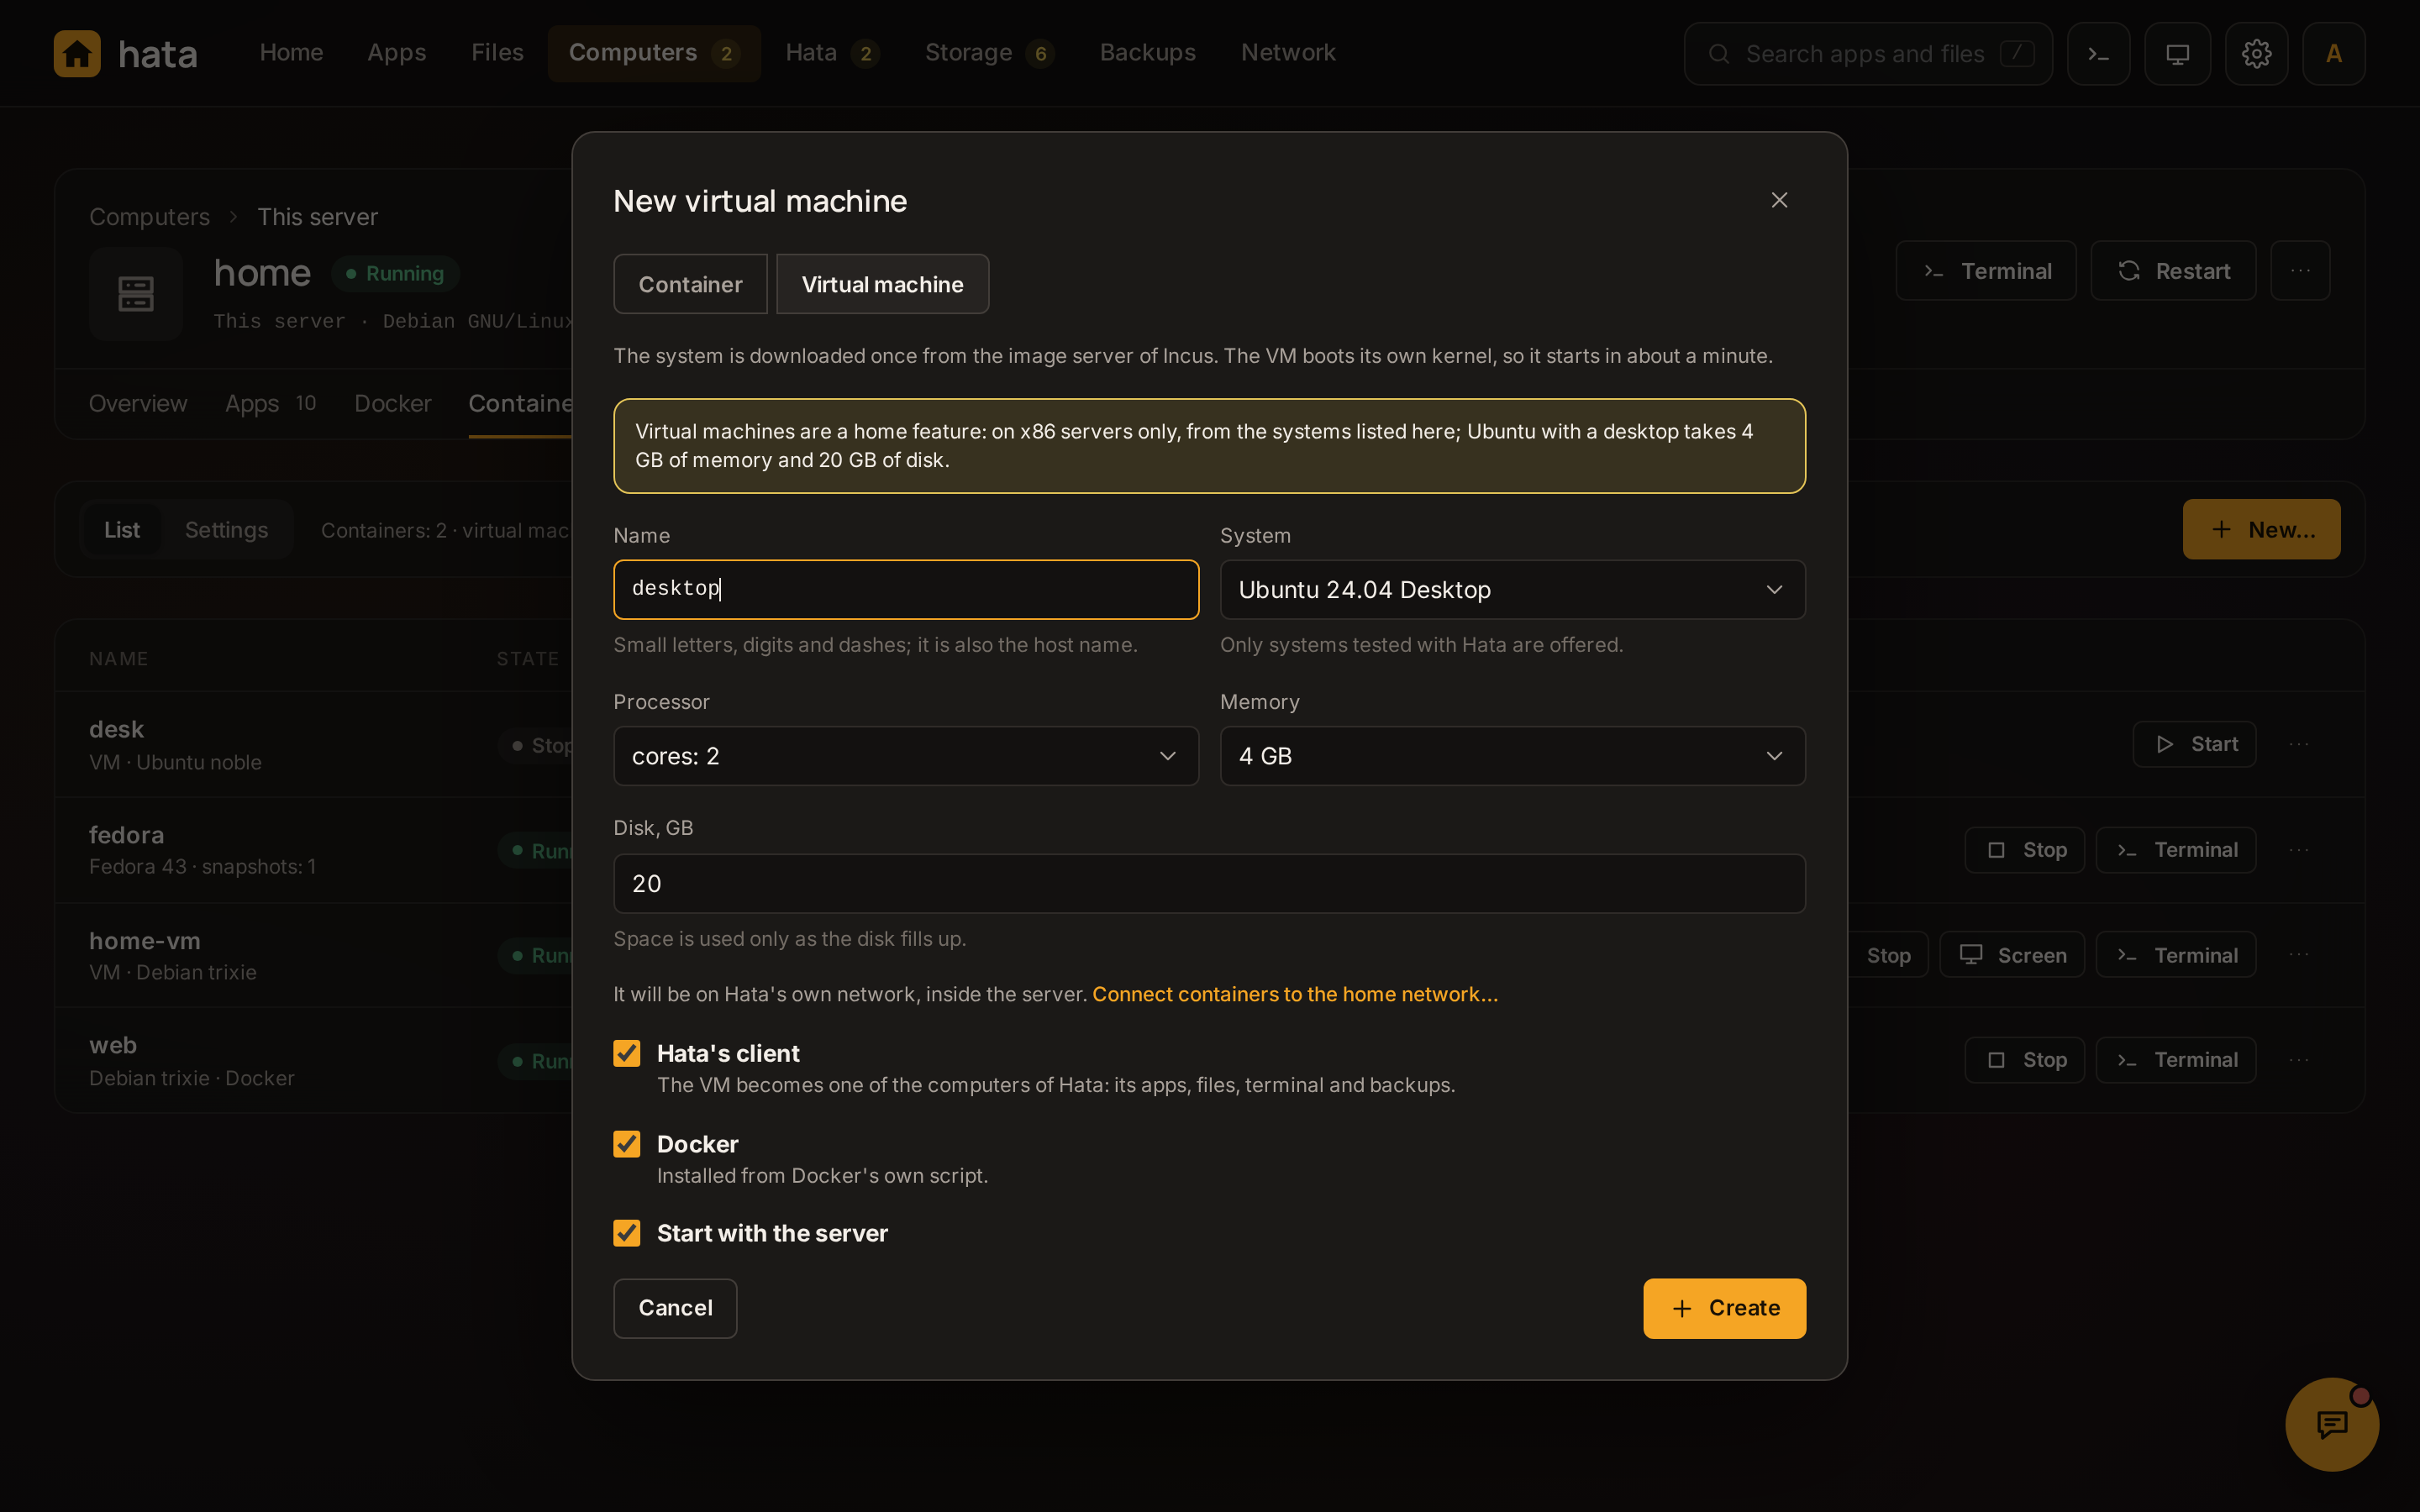 hata Home Apps Files Computers 2 Hata 2 Storage 6 Backups Network Search apps and files / A
Computers > This server
home Running
This server · Debian GNU/Linux
Terminal Restart ...
Overview Apps 10 Docker Containe
List Settings Containers: 2 · virtual mac
+ New...
NAME STATE
desk
VM · Ubuntu noble
Stop
Start ...
fedora
Fedora 43 · snapshots: 1
Runn
Stop Terminal ...
home-vm
VM · Debian trixie
Runn
Stop Screen Terminal ...
web
Debian trixie · Docker
Runn
Stop Terminal ...
New virtual machine
Container Virtual machine
The system is downloaded once from the image server of Incus. The VM boots its own kernel, so it starts in about a minute.
Virtual machines are a home feature: on x86 servers only, from the systems listed here; Ubuntu with a desktop takes 4
GB of memory and 20 GB of disk.
Name System
desktop Ubuntu 24.04 Desktop
Small letters, digits and dashes; it is also the host name. Only systems tested with Hata are offered.
Processor Memory
cores: 2 4 GB
Disk, GB
20
Space is used only as the disk fills up.
It will be on Hata's own network, inside the server. Connect containers to the home network...
Hata's client
The VM becomes one of the computers of Hata: its apps, files, terminal and backups.
Docker
Installed from Docker's own script.
Start with the server
Cancel + Create